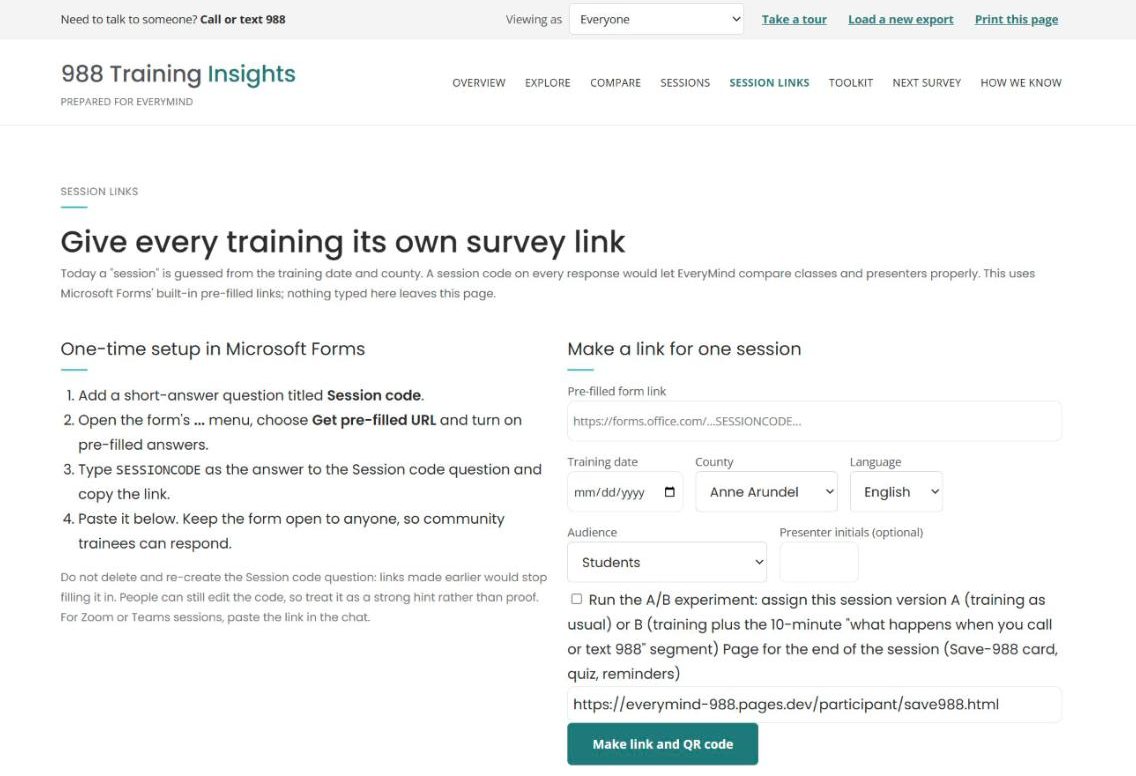 Need to talk to someone? Call or text 988
Viewing as Everyone Take a tour Load a new export Print this page
988 Training Insights
PREPARED FOR EVERYMIND
OVERVIEW EXPLORE COMPARE SESSIONS SESSION LINKS TOOLKIT NEXT SURVEY HOW WE KNOW
SESSION LINKS
Give every training its own survey link
Today a "session" is guessed from the training date and county. A session code on every response would let EveryMind compare classes and presenters properly. This uses
Microsoft Forms' built-in pre-filled links; nothing typed here leaves this page.
One-time setup in Microsoft Forms
1. Add a short-answer question titled Session code.
2. Open the form's ... menu, choose Get pre-filled URL and turn on
pre-filled answers.
3. Type SESSIONCODE as the answer to the Session code question and
copy the link.
4. Paste it below. Keep the form open to anyone, so community
trainees can respond.
Do not delete and re-create the Session code question: links made earlier would stop
filling it in. People can still edit the code, so treat it as a strong hint rather than proof.
For Zoom or Teams sessions, paste the link in the chat.
Make a link for one session
Pre-filled form link
https://forms.office.com/...SESSIONCODE...
Training date County Language
mm/dd/yyyy Anne Arundel English
Audience Presenter initials (optional)
Students
Run the A/B experiment: assign this session version A (training as
usual) or B (training plus the 10-minute "what happens when you call
or text 988" segment) Page for the end of the session (Save-988 card,
quiz, reminders)
https://everymind-988.pages.dev/participant/save988.html
Make link and QR code